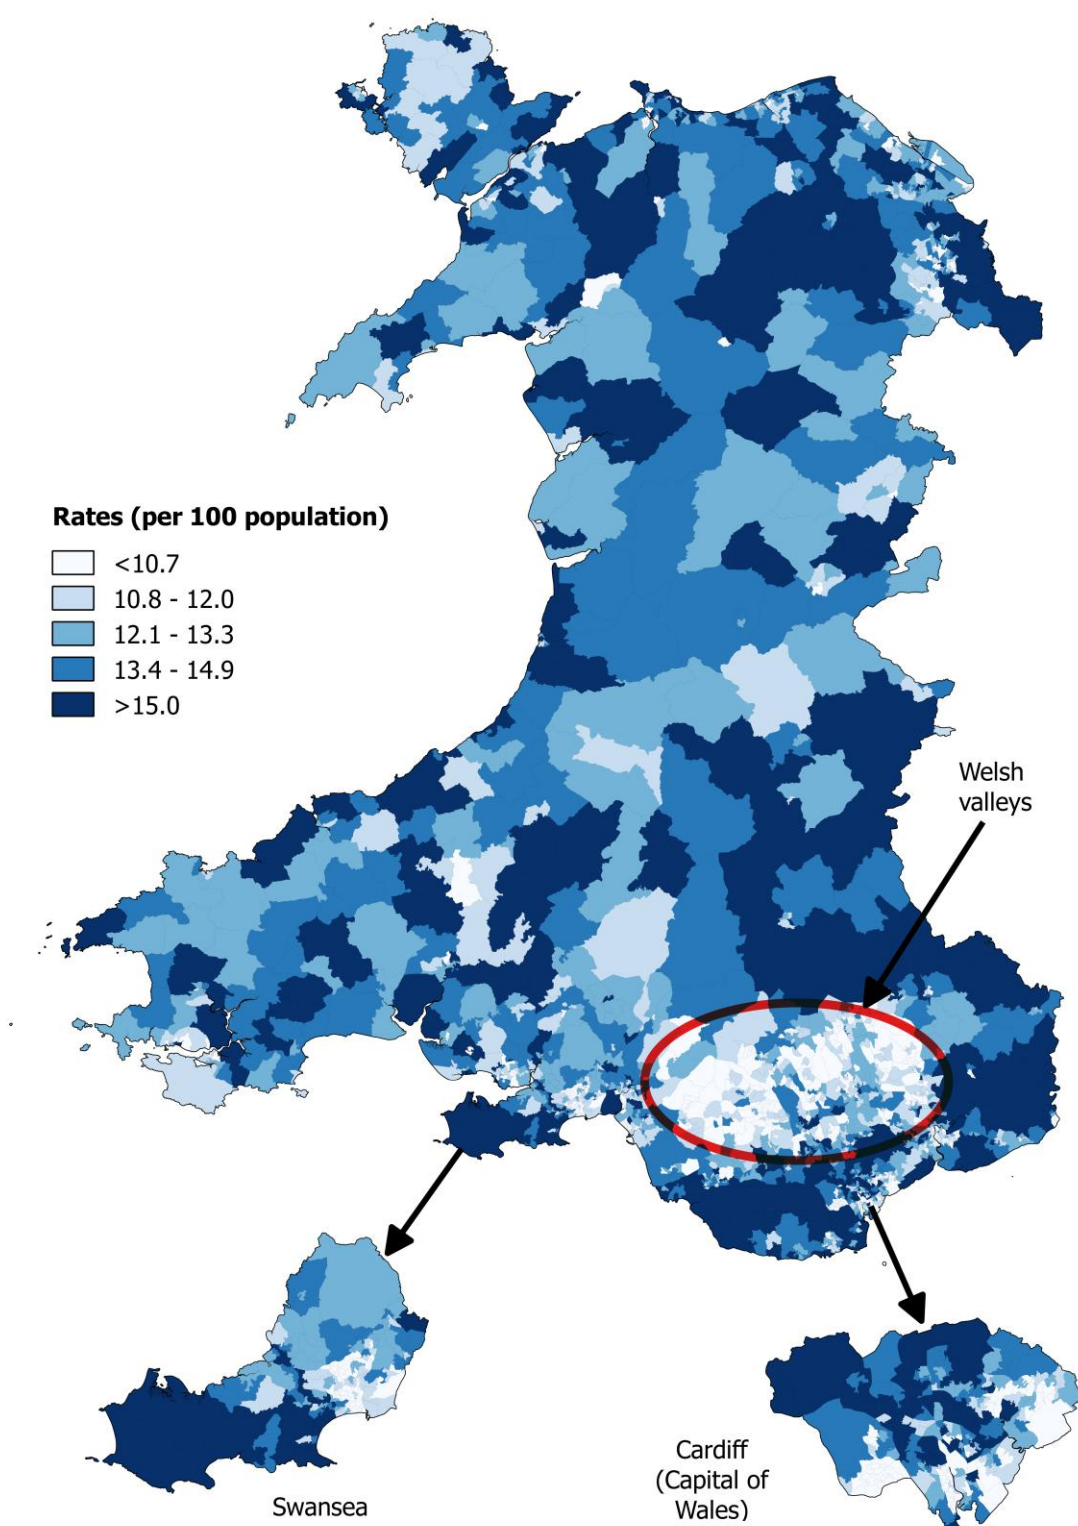 Rates (per 100 population)
<10.7
10.8 - 12.0
12.1 - 13.3
13.4 - 14.9
>15.0
Welsh
valleys
Swansea
Cardiff
(Capital of
Wales)